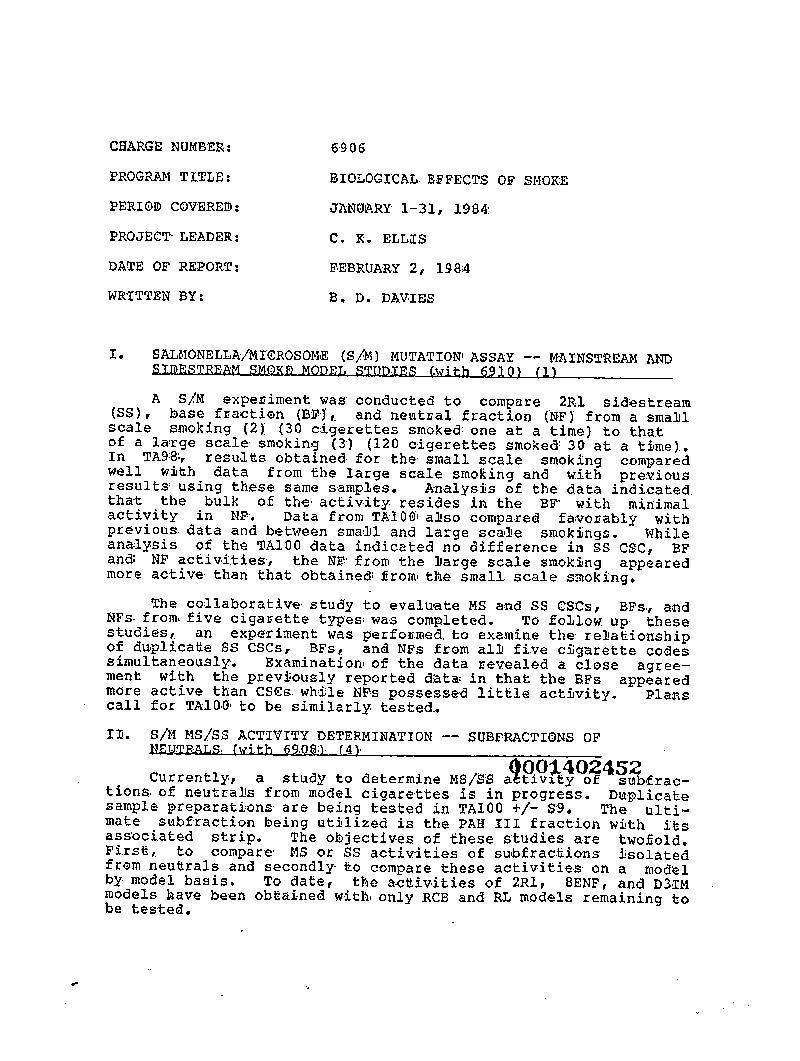 CHARGE NUMBER: 6906
PROGRAM TITLE: BIOLOGICAL EFFECTS OF SMOKE
PERIOD COVERED: JANUARY 1-31, 1984
PROJECT LEADER: C. K. ELLIS
DATE OF REPORT: FEBRUARY 2, 1984
WRITTEN BY: B. D. DAVIES
I. SALMONELLA/MICROSOME (S/M) MUTATION ASSAY -- MAINSTREAM AND
SIDESTREAM SMOKE MODEL STUDIES (with 6910) (1)
A S/M experiment was conducted to compare 2R1 sidestream
(SS), base fraction (BF), and neutral fraction (NF) from a small
scale smoking (2) (30 cigerettes smoked one at a time) to that
of a large scale smoking (3) (120 cigerettes smoked 30 at a time).
In TA98, results obtained for the small scale smoking compared
well with data from the large scale smoking and with previous
results using these same samples. Analysis of the data indicated
that the bulk of the activity resides in the BF with minimal
activity in NF. Data from TA100 also compared favorably with
previous data and between small and large scale smokings. While
analysis of the TA100 data indicated no difference in SS CSC, BF
and NF activities, the NF from the large scale smoking appeared
more active than that obtained from the small scale smoking.
The collaborative study to evaluate MS and SS CSCs, BFs, and
NFs from five cigarette types was completed. To follow up these
studies, an experiment was performed to examine the relationship
of duplicate SS CSCs, BFs, and NFs from all five cigarette codes
simultaneously. Examination of the data revealed a close agree-
ment with the previously reported data in that the BFs appeared
more active than CSCs while NFs possessed little activity. Plans
call for TA100 to be similarly tested.
II. S/M MS/SS ACTIVITY DETERMINATION -- SUBFRACTIONS OF
NEUTRALS (with 6908) (4)
0001402452
Currently, a study to determine MS/SS activity of subfrac-
tions of neutrals from model cigarettes is in progress. Duplicate
sample preparations are being tested in TA100 +/- S9. The ulti-
mate subfraction being utilized is the PAH III fraction with its
associated strip. The objectives of these studies are twofold.
First, to compare MS or SS activities of subfractions isolated
from neutrals and secondly to compare these activities on a model
by model basis. To date, the activities of 2R1, 8ENF, and D3IM
models have been obtained with only RCB and RL models remaining to
be tested.